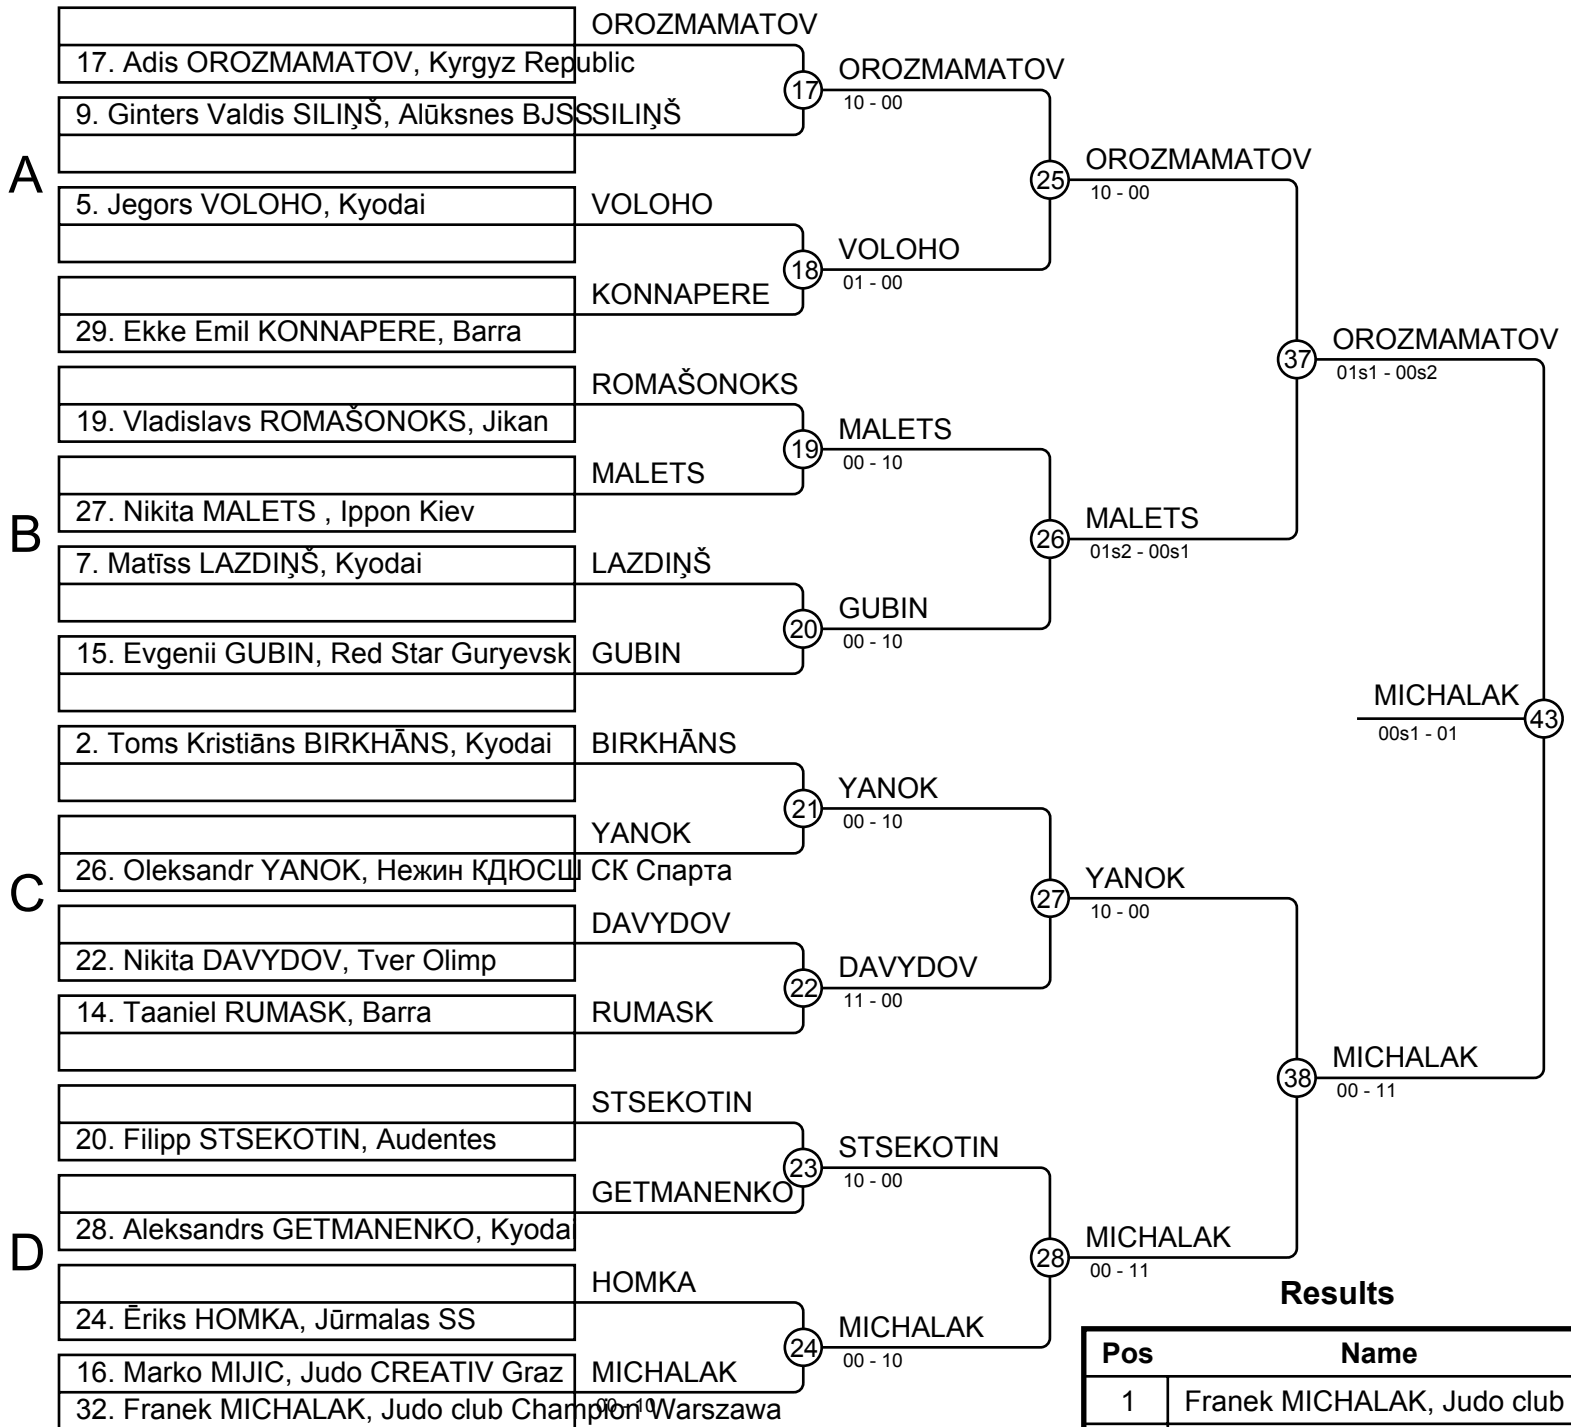 OROZMAMATOV
17. Adis OROZMAMATOV, Kyrgyz Republic
17
OROZMAMATOV
10 - 00
9. Ginters Valdis SILIŅŠ, Alūksnes BJSS
SILIŅŠ
A
25
OROZMAMATOV
10 - 00
5. Jegors VOLOHO, Kyodai
VOLOHO
18
VOLOHO
01 - 00
KONNAPERE
29. Ekke Emil KONNAPERE, Barra
37
OROZMAMATOV
01s1 - 00s2
ROMAŠONOKS
19. Vladislavs ROMAŠONOKS, Jikan
19
MALETS
00 - 10
MALETS
27. Nikita MALETS , Ippon Kiev
B
26
MALETS
01s2 - 00s1
7. Matīss LAZDIŅŠ, Kyodai
LAZDIŅŠ
20
GUBIN
00 - 10
15. Evgenii GUBIN, Red Star Guryevsk
GUBIN
MICHALAK
43
00s1 - 01
2. Toms Kristiāns BIRKHĀNS, Kyodai
BIRKHĀNS
21
YANOK
00 - 10
YANOK
26. Oleksandr YANOK, Нежин КДЮСШ СК Спарта
C
27
YANOK
10 - 00
DAVYDOV
22. Nikita DAVYDOV, Tver Olimp
22
DAVYDOV
11 - 00
14. Taaniel RUMASK, Barra
RUMASK
38
MICHALAK
00 - 11
STSEKOTIN
20. Filipp STSEKOTIN, Audentes
23
STSEKOTIN
10 - 00
GETMANENKO
28. Aleksandrs GETMANENKO, Kyodai
D
28
MICHALAK
00 - 11
HOMKA
24. Ēriks HOMKA, Jūrmalas SS
24
MICHALAK
00 - 10
16. Marko MIJIC, Judo CREATIV Graz
MICHALAK
00 - 10
32. Franek MICHALAK, Judo club Champion Warszawa
Results
Pos Name
1 Franek MICHALAK, Judo club